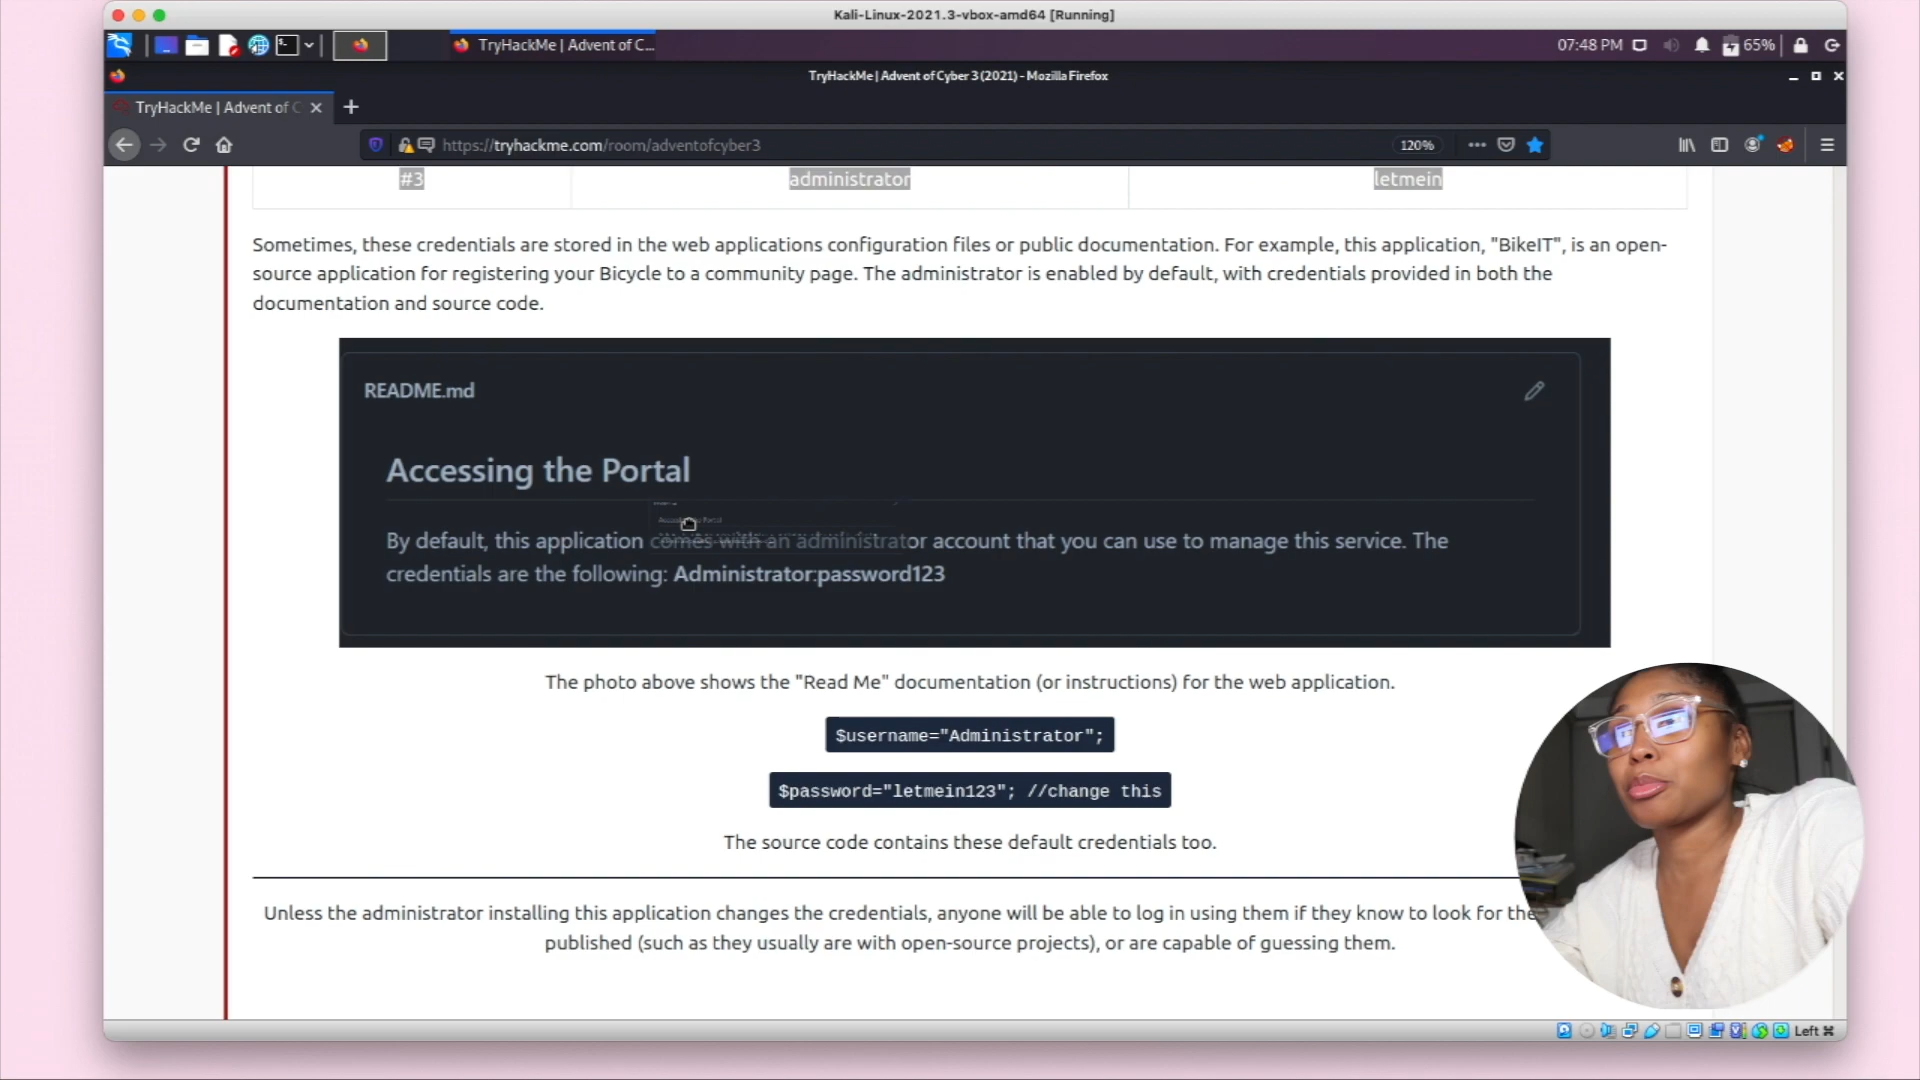 Kali-Linux-2021.3-vbox-amd64 [Running]
TryHackMe | Advent of C...
07:48 PM
65%
TryHackMe | Advent of Cyber 3 (2021) - Mozilla Firefox
TryHackMe | Advent of C
https://tryhackme.com/room/adventofcyber3
120%
#3
administrator
letmein
Sometimes, these credentials are stored in the web applications configuration files or public documentation. For example, this application, "BikeIT", is an open-
source application for registering your Bicycle to a community page. The administrator is enabled by default, with credentials provided in both the
documentation and source code.
README.md
Accessing the Portal
By default, this application comes with an administrator account that you can use to manage this service. The
credentials are the following: Administrator:password123
The photo above shows the "Read Me" documentation (or instructions) for the web application.
$username="Administrator";
$password="letmein123"; //change this
The source code contains these default credentials too.
Unless the administrator installing this application changes the credentials, anyone will be able to log in using them if they know to look for the
published (such as they usually are with open-source projects), or are capable of guessing them.
Left ⌘